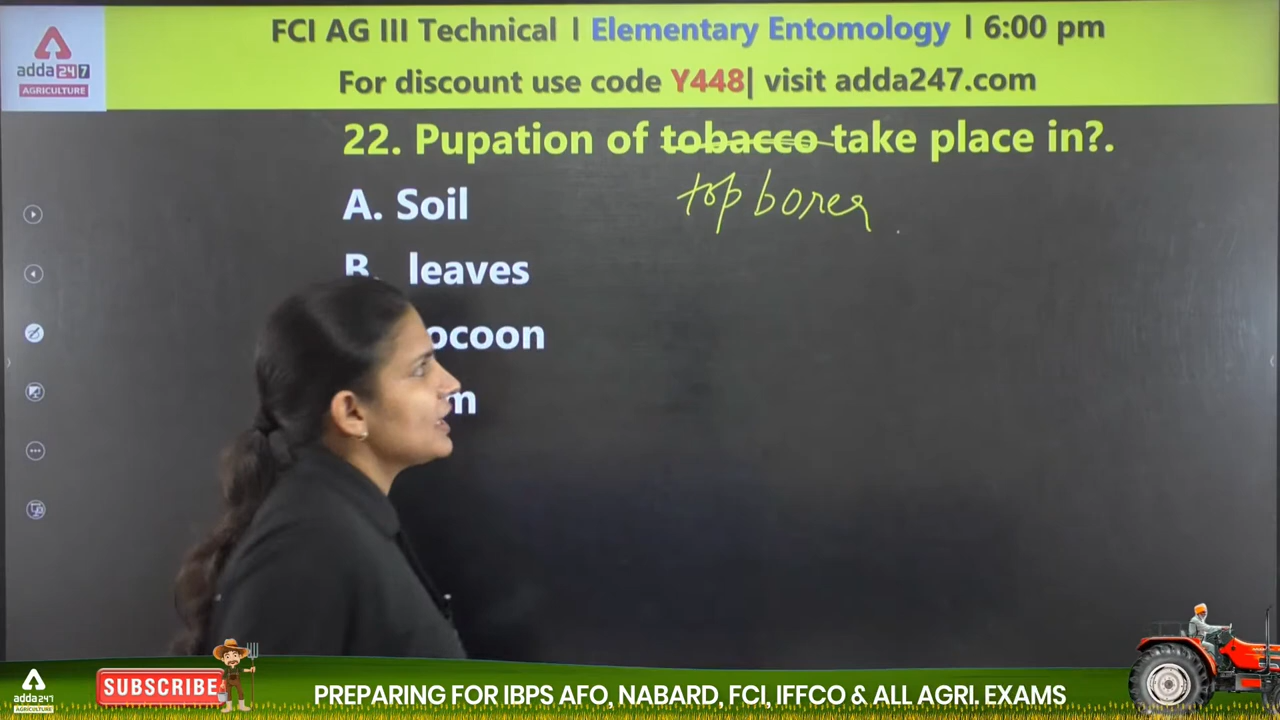 FCI AG III Technical | Elementary Entomology | 6:00 pm
For discount use code Y448| visit adda247.com
adda247
AGRICULTURE
22. Pupation of tobacco take place in?.
top borer
A. Soil
B. leaves
ocoon
m
adda247
AGRICULTURE
SUBSCRIBE
PREPARING FOR IBPS AFO, NABARD, FCI, IFFCO & ALL AGRI. EXAMS